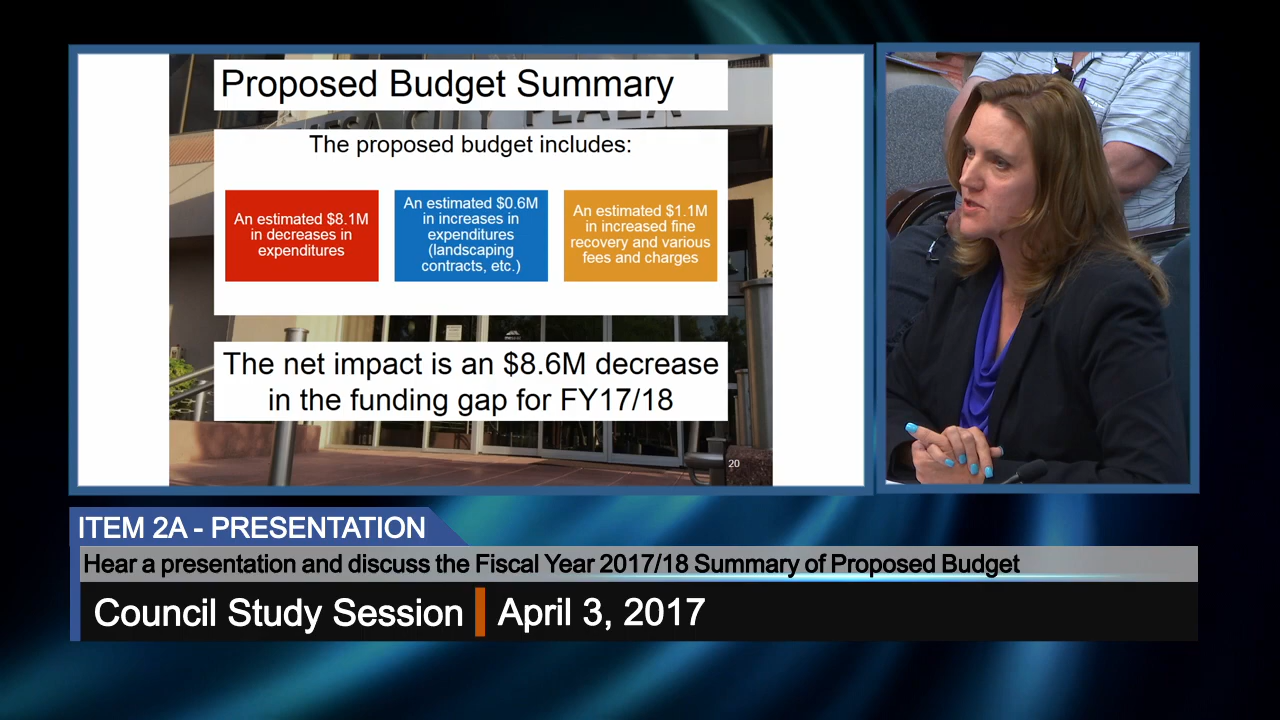 Proposed Budget Summary
MESA CITY PLAZA
The proposed budget includes:
An estimated $8.1M
in decreases in
expenditures
An estimated $0.6M
in increases in
expenditures
(landscaping
contracts, etc.)
An estimated $1.1M
in increased fine
recovery and various
fees and charges
The net impact is an $8.6M decrease
in the funding gap for FY17/18
20
ITEM 2A - PRESENTATION
Hear a presentation and discuss the Fiscal Year 2017/18 Summary of Proposed Budget
Council Study Session
April 3, 2017